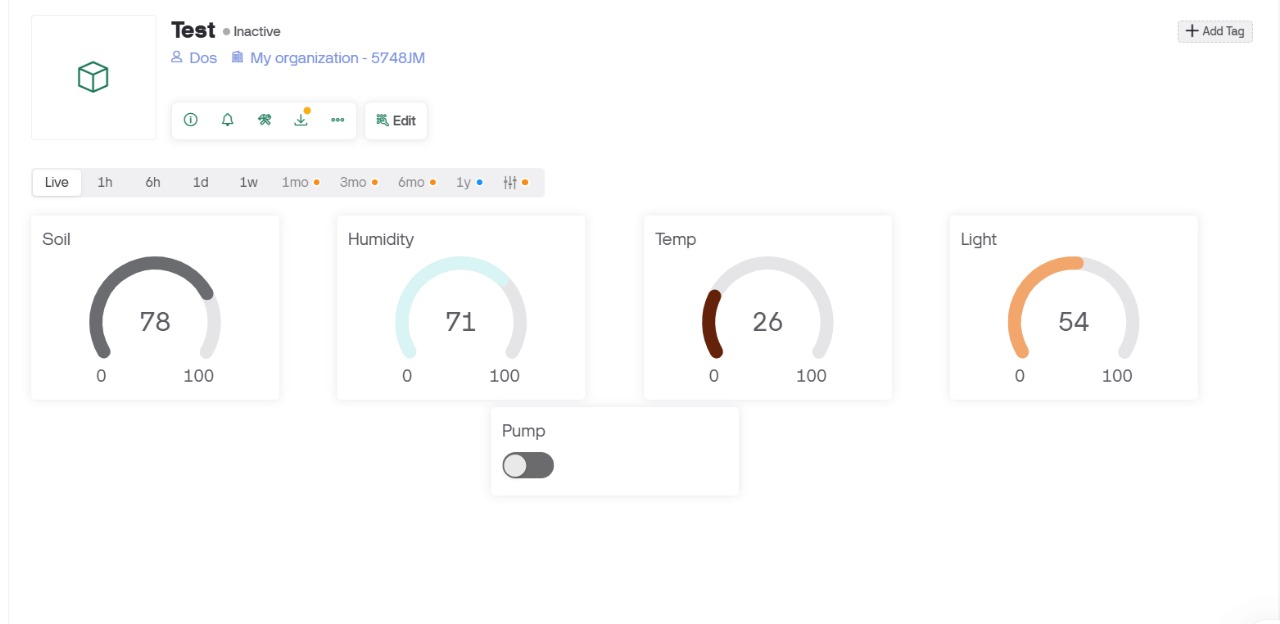 Test Inactive
Dos My organization - 5748JM
Add Tag
Edit
Live 1h 6h 1d 1w 1mo 3mo 6mo 1y
Soil
78
0 100
Humidity
71
0 100
Temp
26
0 100
Light
54
0 100
Pump